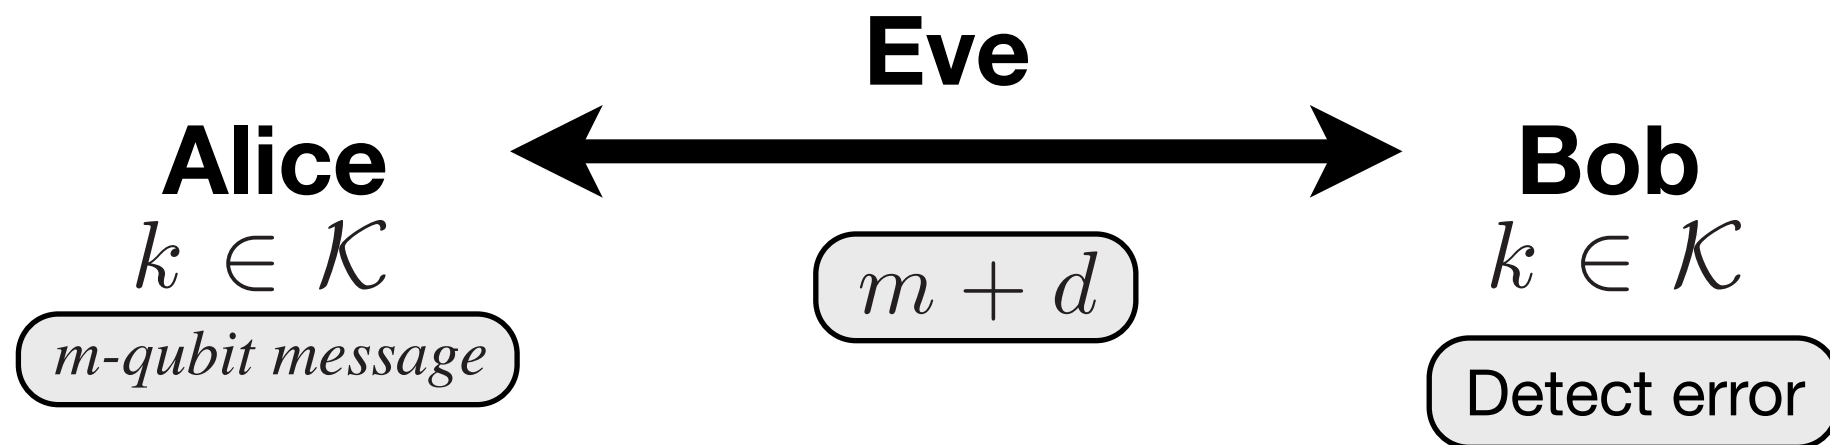 Eve
Alice
k ∈ 𝒦
m-qubit message
m + d
Bob
k ∈ 𝒦
Detect error